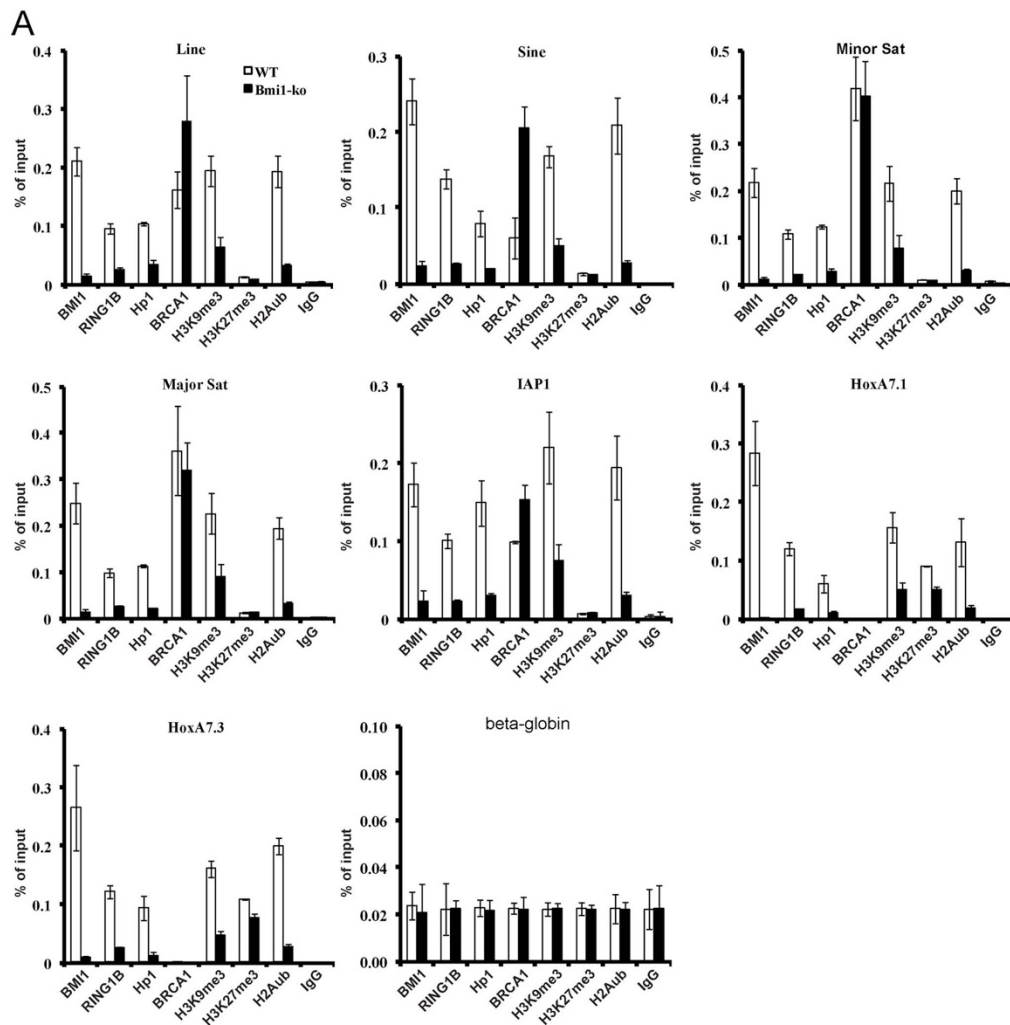 A
Line
0.4
0.3
0.2
0.1
0
% of input
WT
Bmi1-ko
BMI1
RING1B
Hp1
BRCA1
H3K9me3
H3K27me3
H2Aub
IgG
Sine
0.3
0.2
0.1
0
% of input
BMI1
RING1B
Hp1
BRCA1
H3K9me3
H3K27me3
H2Aub
IgG
Minor Sat
0.5
0.4
0.3
0.2
0.1
0
% of input
BMI1
RING1B
Hp1
BRCA1
H3K9me3
H3K27me3
H2Aub
IgG
Major Sat
0.5
0.4
0.3
0.2
0.1
0
% of input
BMI1
RING1B
Hp1
BRCA1
H3K9me3
H3K27me3
H2Aub
IgG
IAP1
0.3
0.2
0.1
0
% of input
BMI1
RING1B
Hp1
BRCA1
H3K9me3
H3K27me3
H2Aub
IgG
HoxA7.1
0.4
0.3
0.2
0.1
0
% of input
BMI1
RING1B
Hp1
BRCA1
H3K9me3
H3K27me3
H2Aub
IgG
HoxA7.3
0.4
0.3
0.2
0.1
0
% of input
BMI1
RING1B
Hp1
BRCA1
H3K9me3
H3K27me3
H2Aub
IgG
beta-globin
0.10
0.08
0.06
0.04
0.02
0.00
% of input
BMI1
RING1B
Hp1
BRCA1
H3K9me3
H3K27me3
H2Aub
IgG